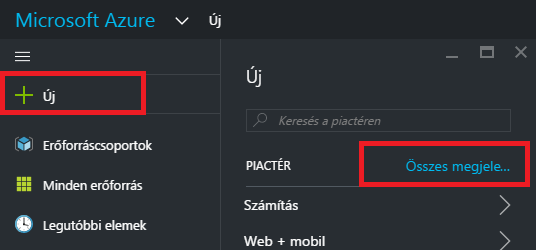 Microsoft Azure Új
Új
Új
Keresés a piactéren
Erőforráscsoportok
PIACTÉR Összes megjele...
Minden erőforrás
Számítás
Legutóbbi elemek
Web + mobil